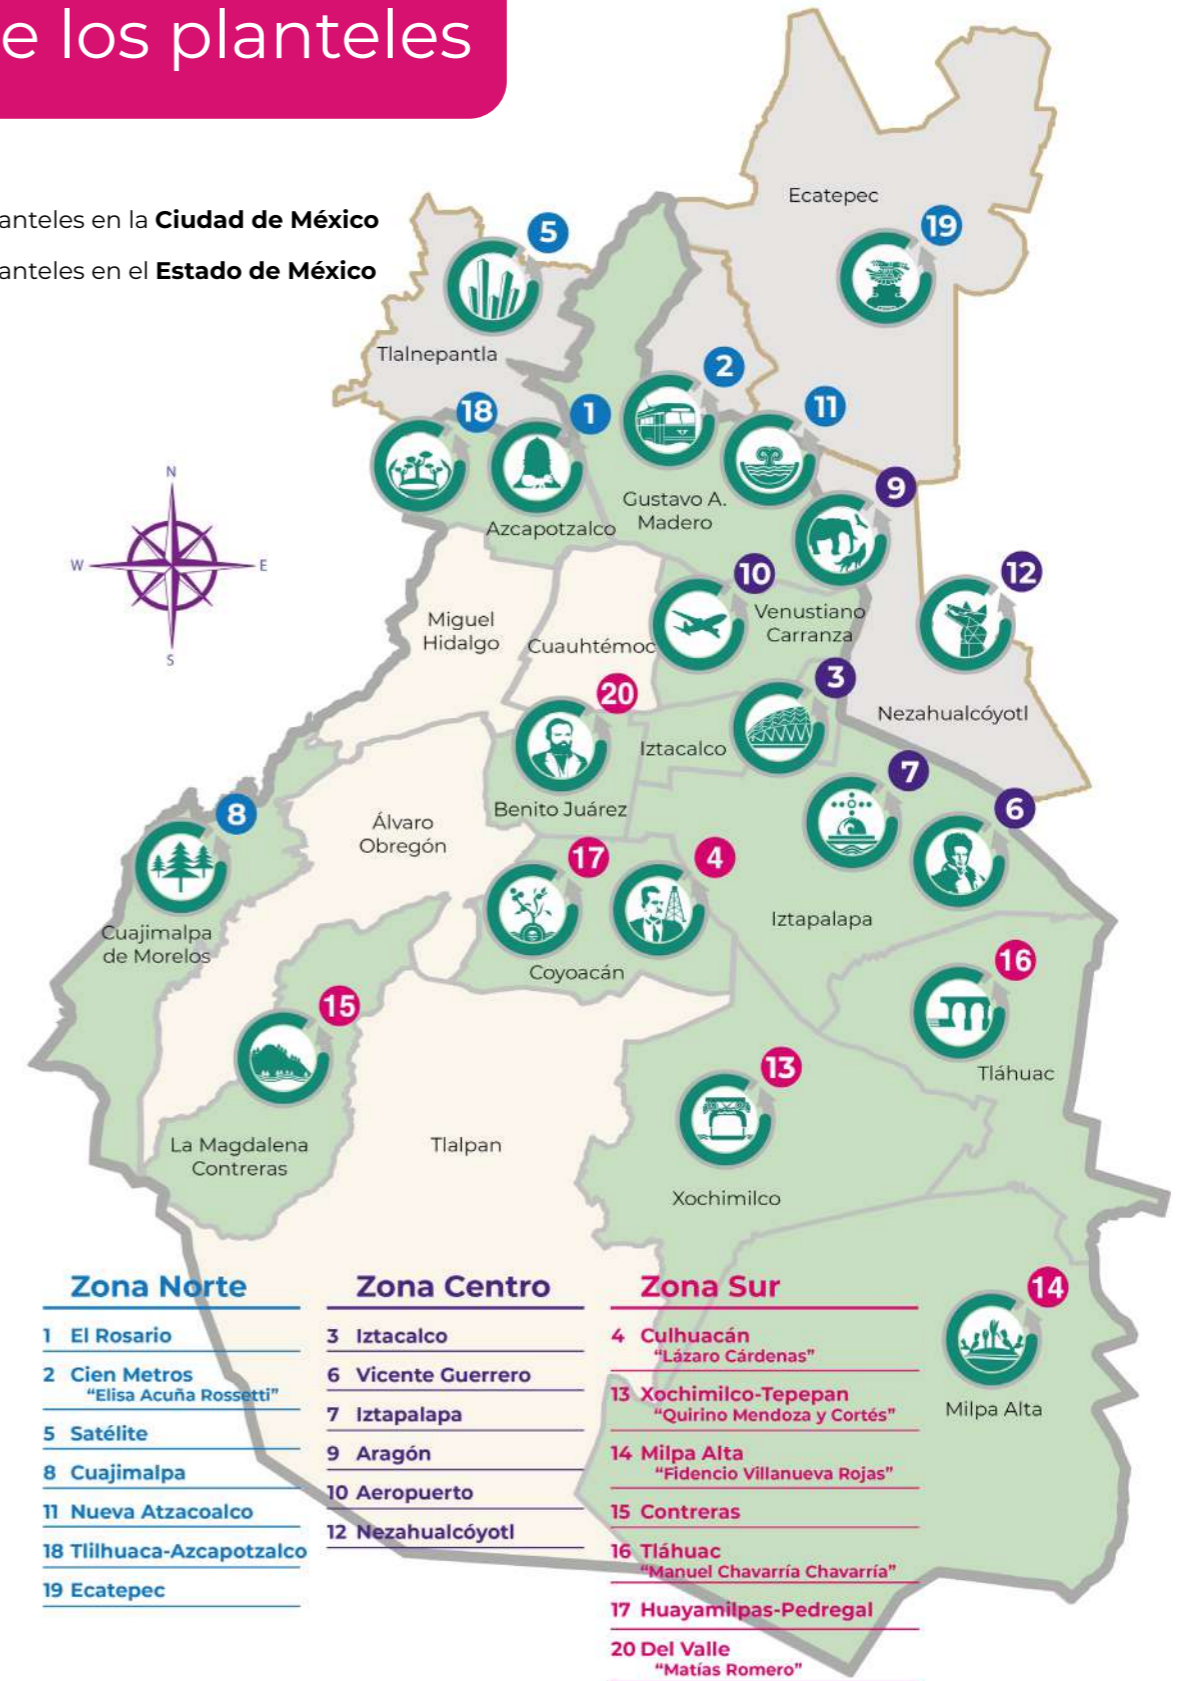 e los planteles
anteles en la Ciudad de México
anteles en el Estado de México
Ecatepec
19
5
Tlalnepantla
2
18
1
11
Gustavo A.
Madero
9
Azcapotzalco
N
W
E
S
10
12
Miguel
Hidalgo
Cuauhtémoc
Venustiano
Carranza
3
20
Iztacalco
Nezahualcóyotl
7
Benito Juárez
6
8
Álvaro
Obregón
17
4
Iztapalapa
Cuajimalpa
de Morelos
Coyoacán
16
15
13
Tláhuac
La Magdalena
Contreras
Tlalpan
Xochimilco
14
Milpa Alta
Zona Norte
1 El Rosario
2 Cien Metros
"Elisa Acuña Rossetti"
5 Satélite
8 Cuajimalpa
11 Nueva Atzacoalco
18 Tlilhuaca-Azcapotzalco
19 Ecatepec
Zona Centro
3 Iztacalco
6 Vicente Guerrero
7 Iztapalapa
9 Aragón
10 Aeropuerto
12 Nezahualcóyotl
Zona Sur
4 Culhuacán
"Lázaro Cárdenas"
13 Xochimilco-Tepepan
"Quirino Mendoza y Cortés"
14 Milpa Alta
"Fidencio Villanueva Rojas"
15 Contreras
16 Tláhuac
"Manuel Chavarría Chavarría"
17 Huayamilpas-Pedregal
20 Del Valle
"Matías Romero"